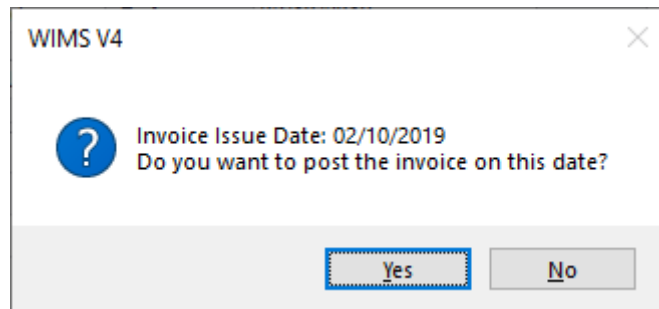 WIMS V4
Invoice Issue Date: 02/10/2019
Do you want to post the invoice on this date?
Yes
No